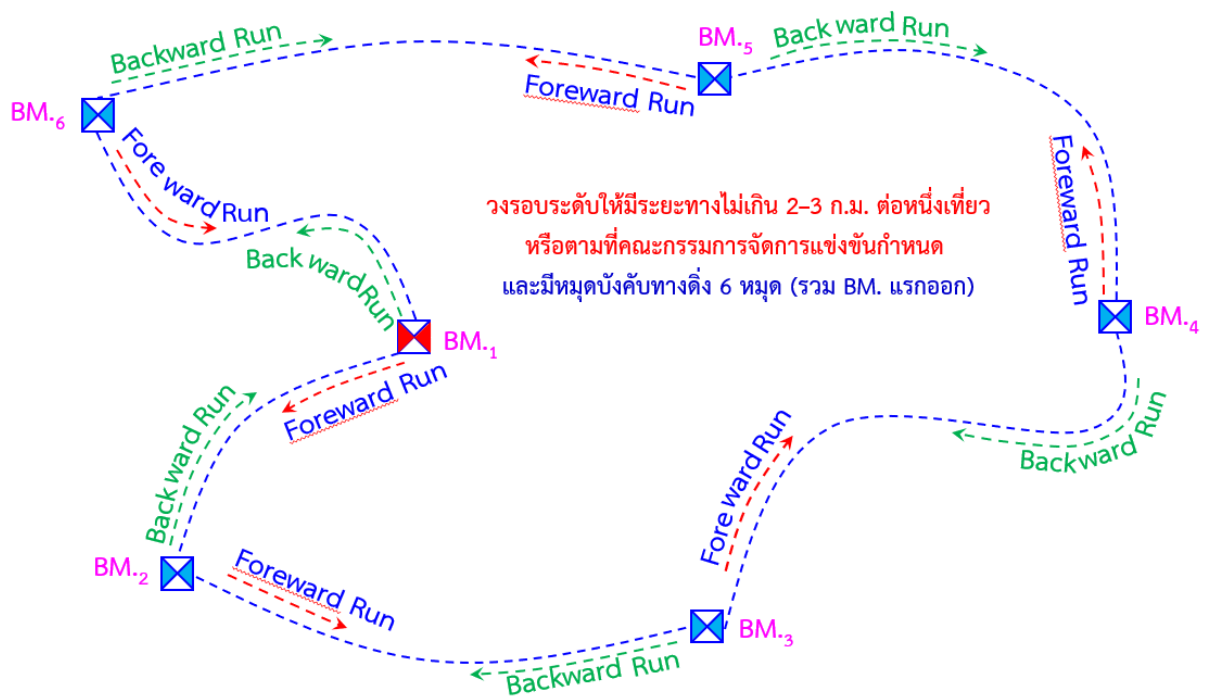 Backward Run
BM.₅
Back ward Run
Foreward Run
BM.₆
Fore ward Run
Foreward Run
วงรอบระดับให้มีระยะทางไม่เกิน 2–3 ก.ม. ต่อหนึ่งเที่ยว
หรือตามที่คณะกรรมการจัดการแข่งขันกำหนด
และมีหมุดบังคับทางดิ่ง 6 หมุด (รวม BM. แรกออก)
Back ward Run
BM.₄
BM.₁
Foreward Run
Backward Run
Fore ward Run
Backward Run
BM.₂
Foreward Run
BM.₃
Backward Run